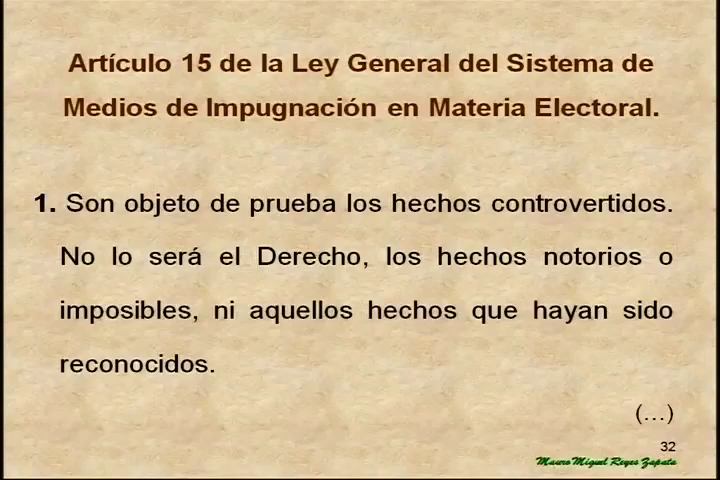 Artículo 15 de la Ley General del Sistema de
Medios de Impugnación en Materia Electoral.
1. Son objeto de prueba los hechos controvertidos.
No lo será el Derecho, los hechos notorios o
imposibles, ni aquellos hechos que hayan sido
reconocidos.
(...)
32
Mauro Miguel Reyes Zapata